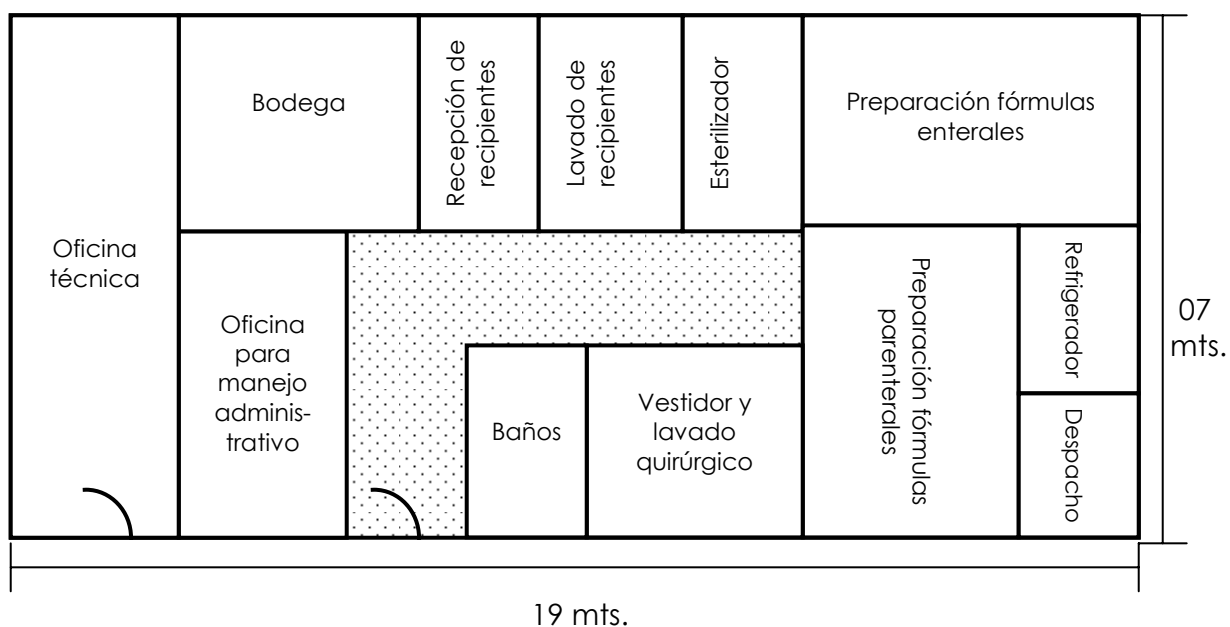 Oficina
técnica
Bodega
Recepción de
recipientes
Lavado de
recipientes
Esterilizador
Preparación fórmulas
enterales
Oficina
para
manejo
adminis-
trativo
Baños
Vestidor y
lavado
quirúrgico
Preparación fórmulas
parenterales
Refrigerador
Despacho
07
mts.
19 mts.